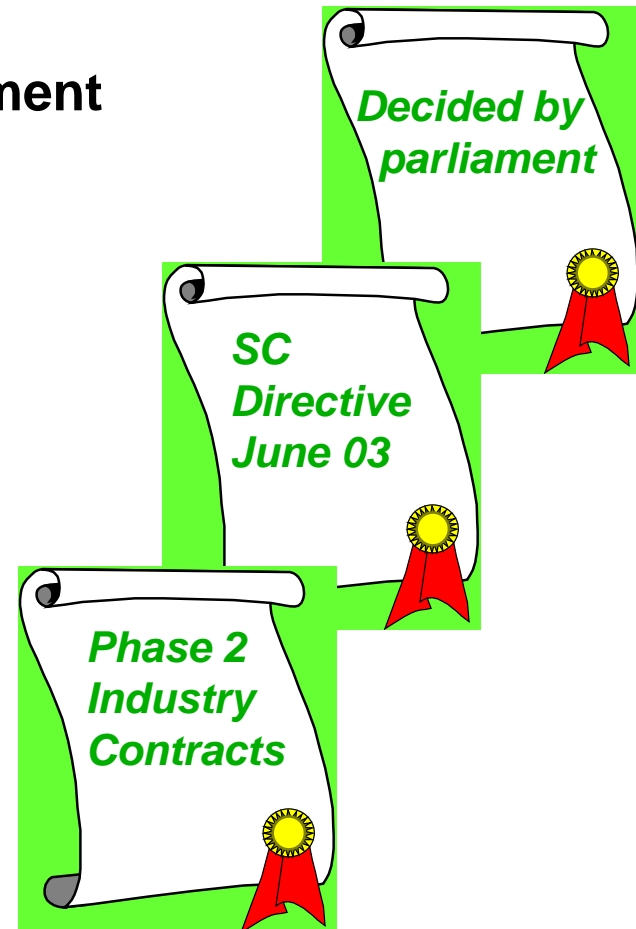 ment
Decided by
parliament
SC
Directive
June 03
Phase 2
Industry
Contracts